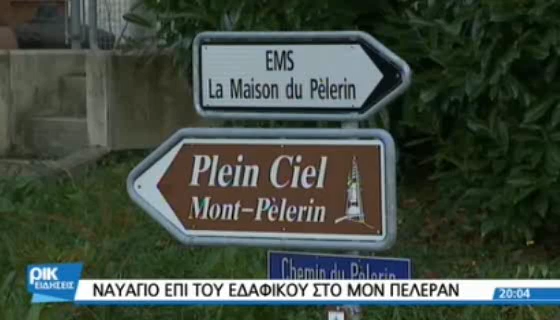 EMS
La Maison du Pèlerin
Plein Ciel
Mont-Pèlerin
Chemin du Pèlerin
ΡΙΚ
ΕΙΔΗΣΕΙΣ
ΝΑΥΑΓΙΟ ΕΠΙ ΤΟΥ ΕΔΑΦΙΚΟΥ ΣΤΟ ΜΟΝ ΠΕΛΕΡΑΝ
20:04